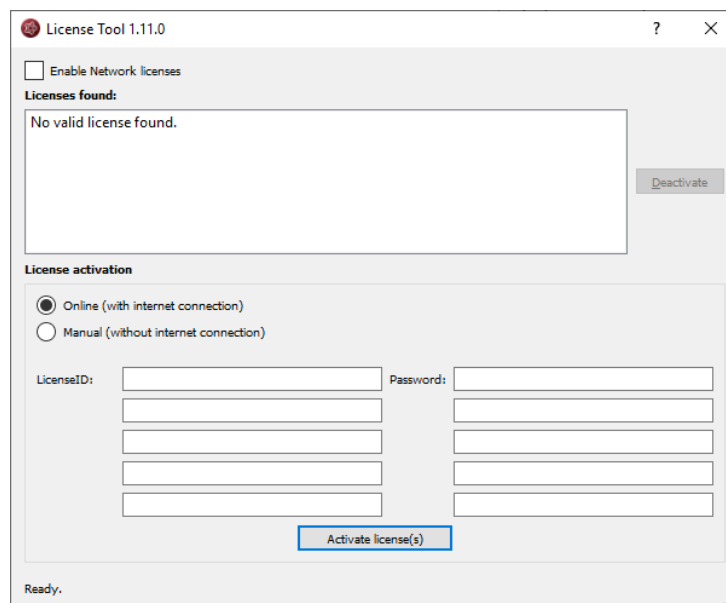 License Tool 1.11.0
?
Enable Network licenses
Licenses found:
No valid license found.
Deactivate
License activation
Online (with internet connection)
Manual (without internet connection)
LicenseID: Password:
Activate license(s)
Ready.